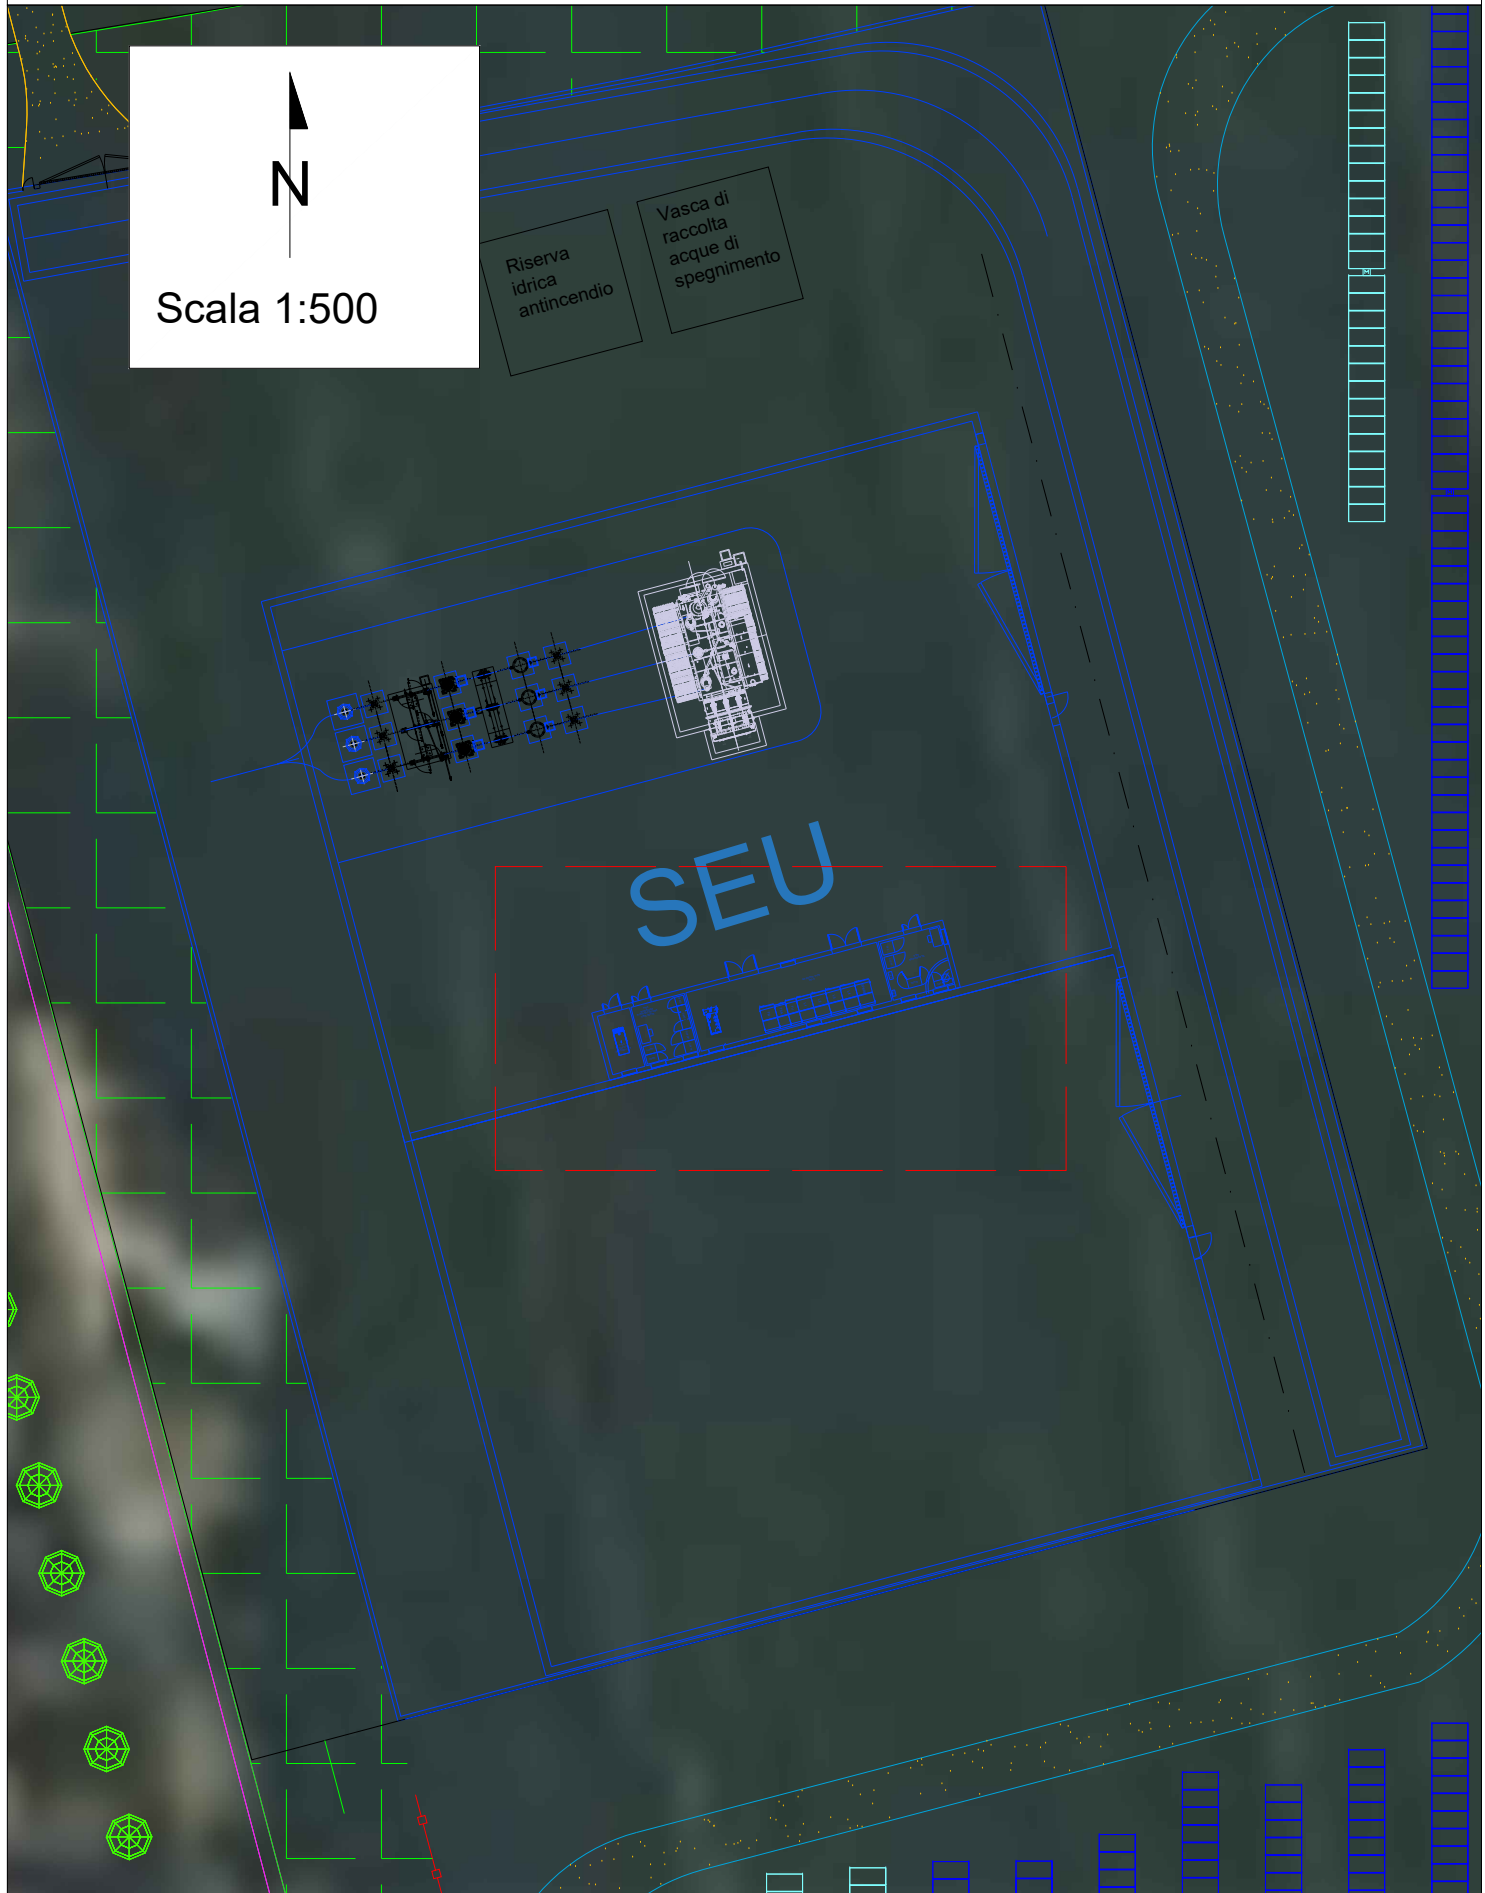 N
Scala 1:500
Riserva
idrica
antincendio
Vasca di
raccolta
acque di
spegnimento
SEU